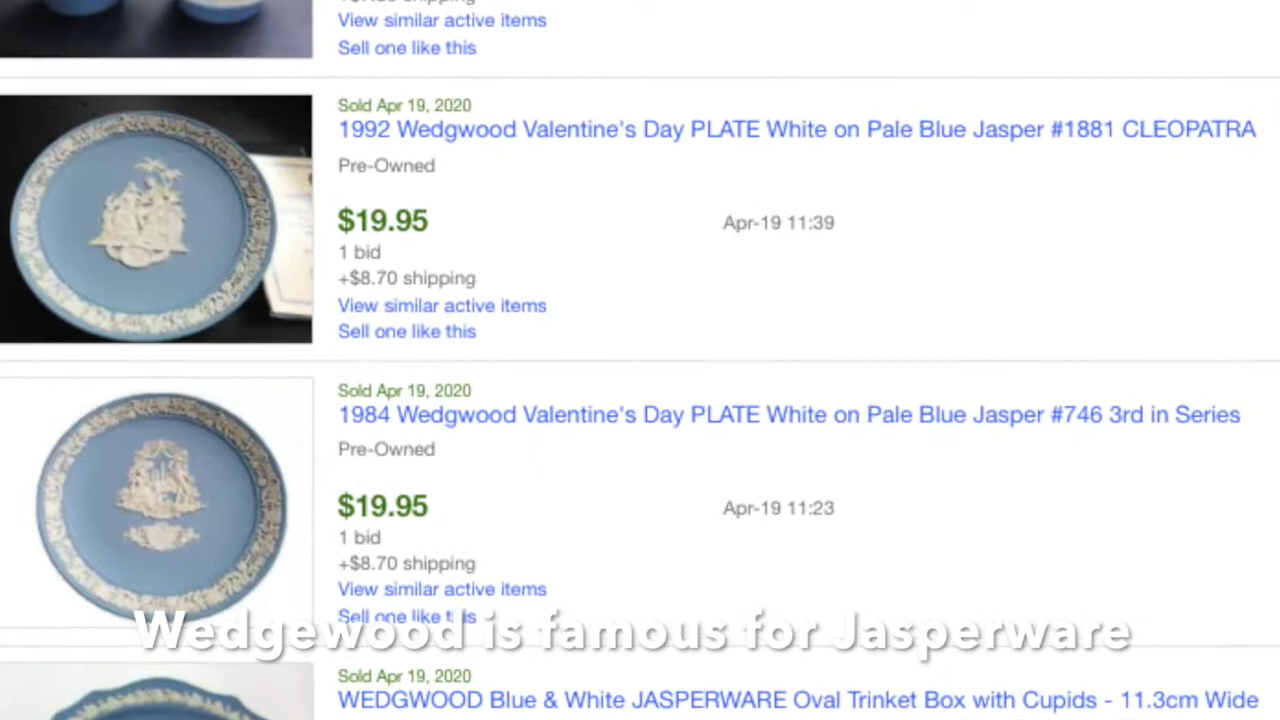 View similar active items
Sell one like this
Sold Apr 19, 2020
1992 Wedgwood Valentine's Day PLATE White on Pale Blue Jasper #1881 CLEOPATRA
Pre-Owned
$19.95
Apr-19 11:39
1 bid
+$8.70 shipping
View similar active items
Sell one like this
Sold Apr 19, 2020
1984 Wedgwood Valentine's Day PLATE White on Pale Blue Jasper #746 3rd in Series
Pre-Owned
$19.95
Apr-19 11:23
1 bid
+$8.70 shipping
View similar active items
Sell one like this
Wedgewood is famous for Jasperware
Sold Apr 19, 2020
WEDGWOOD Blue & White JASPERWARE Oval Trinket Box with Cupids - 11.3cm Wide